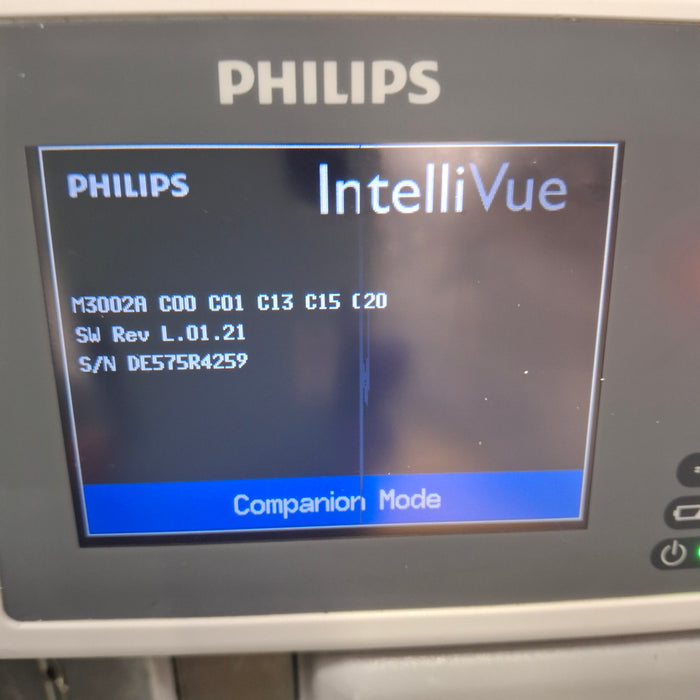 PHILIPS
PHILIPS IntelliVue
M3002A C00 C01 C13 C15 C20
SW Rev L.01.21
S/N DE575R4259
Companion Mode